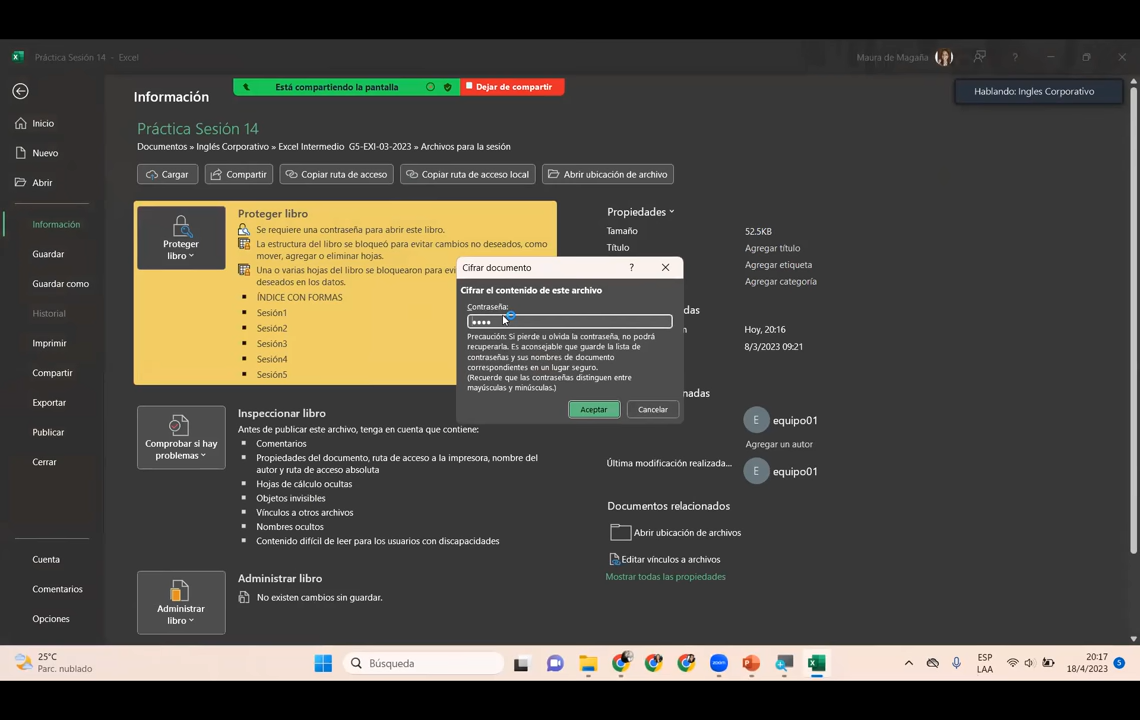 Práctica Sesión 14 - Excel
Maura de Magaña
?
Está compartiendo la pantalla
Dejar de compartir
Hablando: Ingles Corporativo
Inicio
Nuevo
Abrir
Información
Guardar
Guardar como
Historial
Imprimir
Compartir
Exportar
Publicar
Cerrar
Cuenta
Comentarios
Opciones
Información
Práctica Sesión 14
Documentos » Inglés Corporativo » Excel Intermedio G5-EXI-03-2023 » Archivos para la sesión
Cargar
Compartir
Copiar ruta de acceso
Copiar ruta de acceso local
Abrir ubicación de archivo
Proteger
libro
Proteger libro
Se requiere una contraseña para abrir este libro.
La estructura del libro se bloqueó para evitar cambios no deseados, como
mover, agregar o eliminar hojas.
Una o varias hojas del libro se bloquearon para evi
deseados en los datos.
ÍNDICE CON FORMAS
Sesión1
Sesión2
Sesión3
Sesión4
Sesión5
Comprobar si hay
problemas
Inspeccionar libro
Antes de publicar este archivo, tenga en cuenta que contiene:
Comentarios
Propiedades del documento, ruta de acceso a la impresora, nombre del
autor y ruta de acceso absoluta
Hojas de cálculo ocultas
Objetos invisibles
Vínculos a otros archivos
Nombres ocultos
Contenido difícil de leer para los usuarios con discapacidades
Administrar
libro
Administrar libro
No existen cambios sin guardar.
Cifrar documento
?
Cifrar el contenido de este archivo
Contraseña:
••••
Precaución: Si pierde u olvida la contraseña, no podrá
recuperarla. Es aconsejable que guarde la lista de
contraseñas y sus nombres de documento
correspondientes en un lugar seguro.
(Recuerde que las contraseñas distinguen entre
mayúsculas y minúsculas.)
Aceptar
Cancelar
Propiedades
Tamaño 52.5KB
Título Agregar título
Agregar etiqueta
Agregar categoría
das
Hoy, 20:16
8/3/2023 09:21
nadas
E equipo01
Agregar un autor
Última modificación realizada...
E equipo01
Documentos relacionados
Abrir ubicación de archivos
Editar vínculos a archivos
Mostrar todas las propiedades
25°C
Parc. nublado
Búsqueda
ESP
LAA
20:17
18/4/2023
5